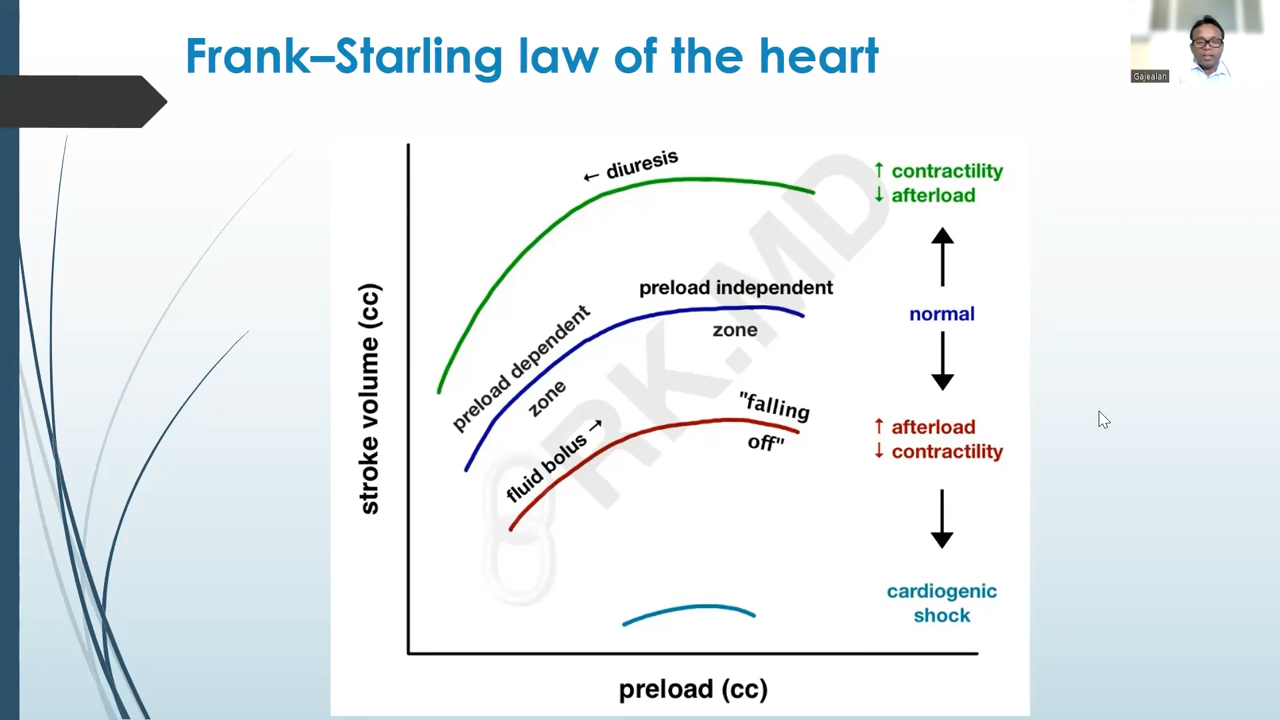 Frank–Starling law of the heart
Gajealan
← diuresis
↑ contractility
↓ afterload
preload independent
zone
normal
preload dependent
zone
"falling
off"
fluid bolus →
↑ afterload
↓ contractility
cardiogenic
shock
stroke volume (cc)
preload (cc)
RK.MD